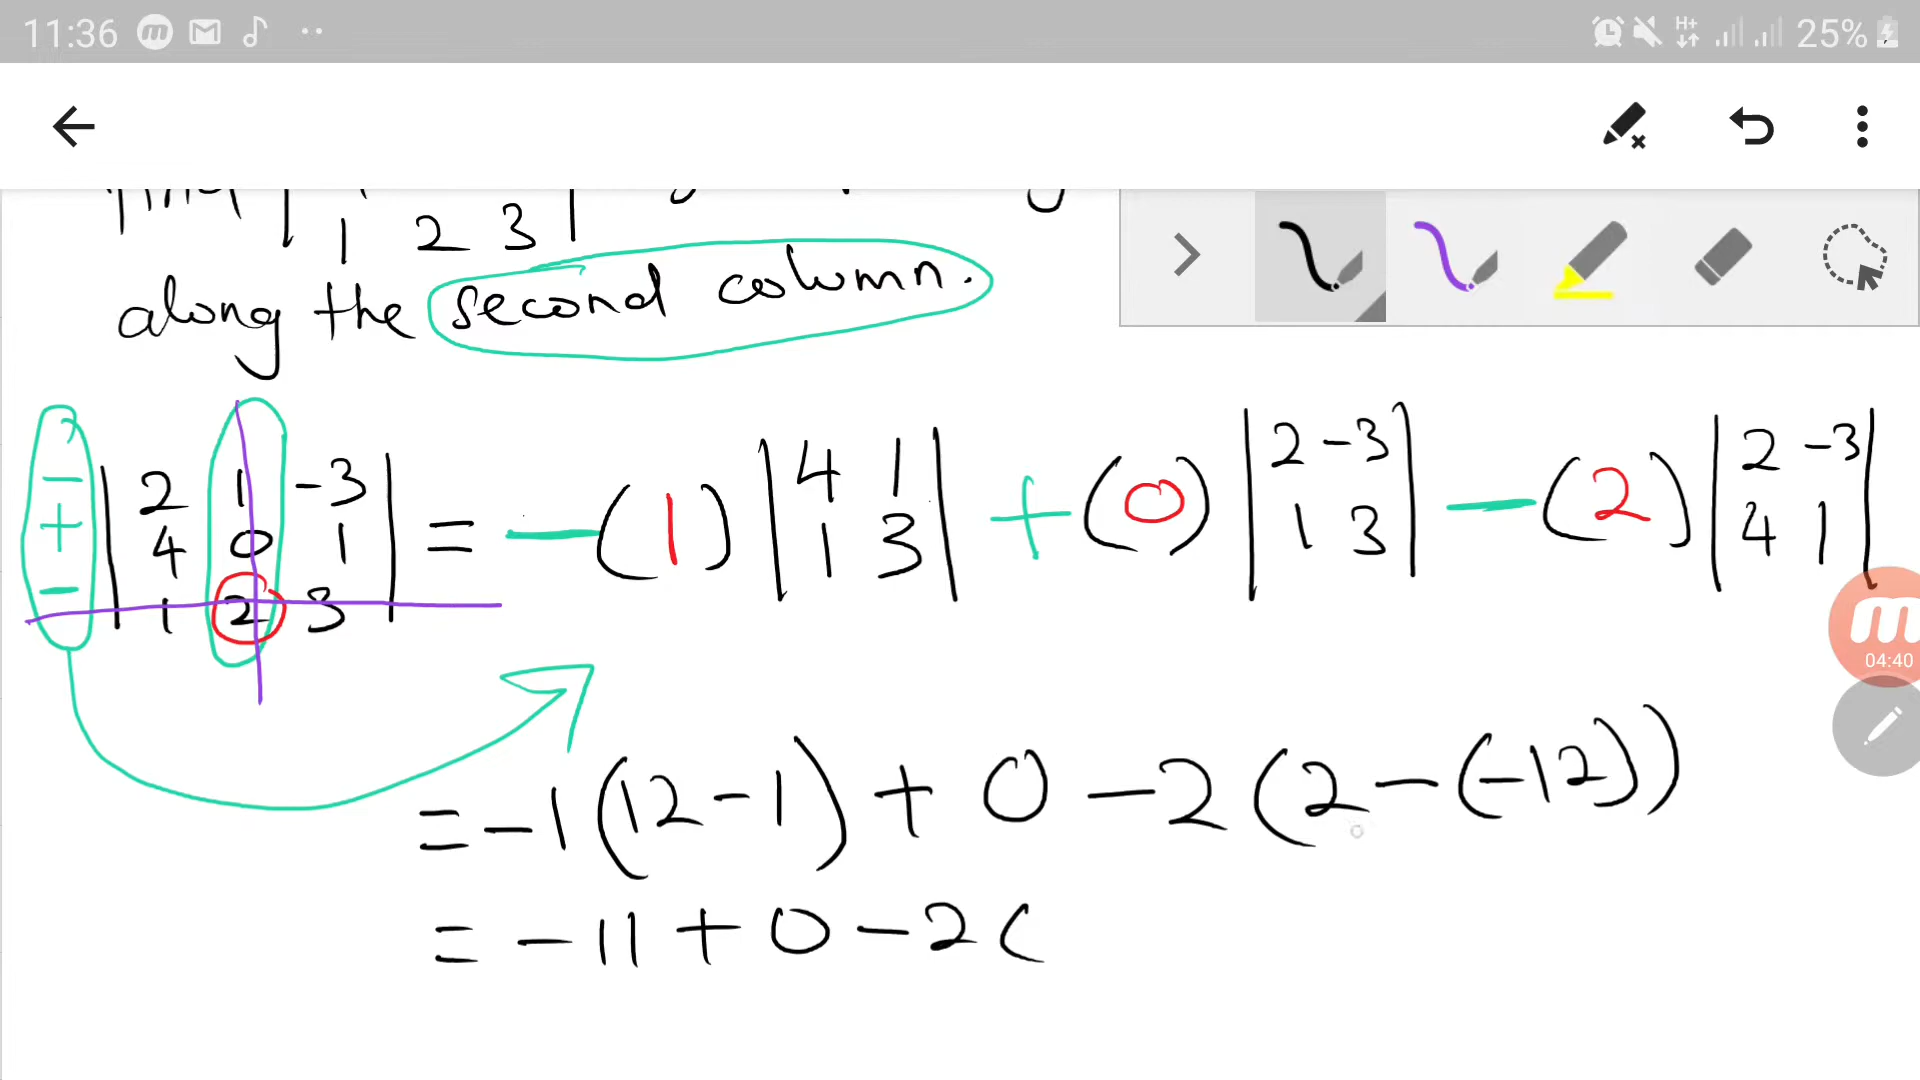 11:36 25%
1 2 3
along the second column.
- | 2 1 -3 |
+ | 4 0 1 | = -(1) | 4 1 | + (0) | 2 -3 | - (2) | 2 -3 |
- | 1 2 3 | | 1 3 | | 1 3 | | 4 1 |
04:40
= -1(12-1) + 0 - 2(2-(-12))
= -11 + 0 - 2(